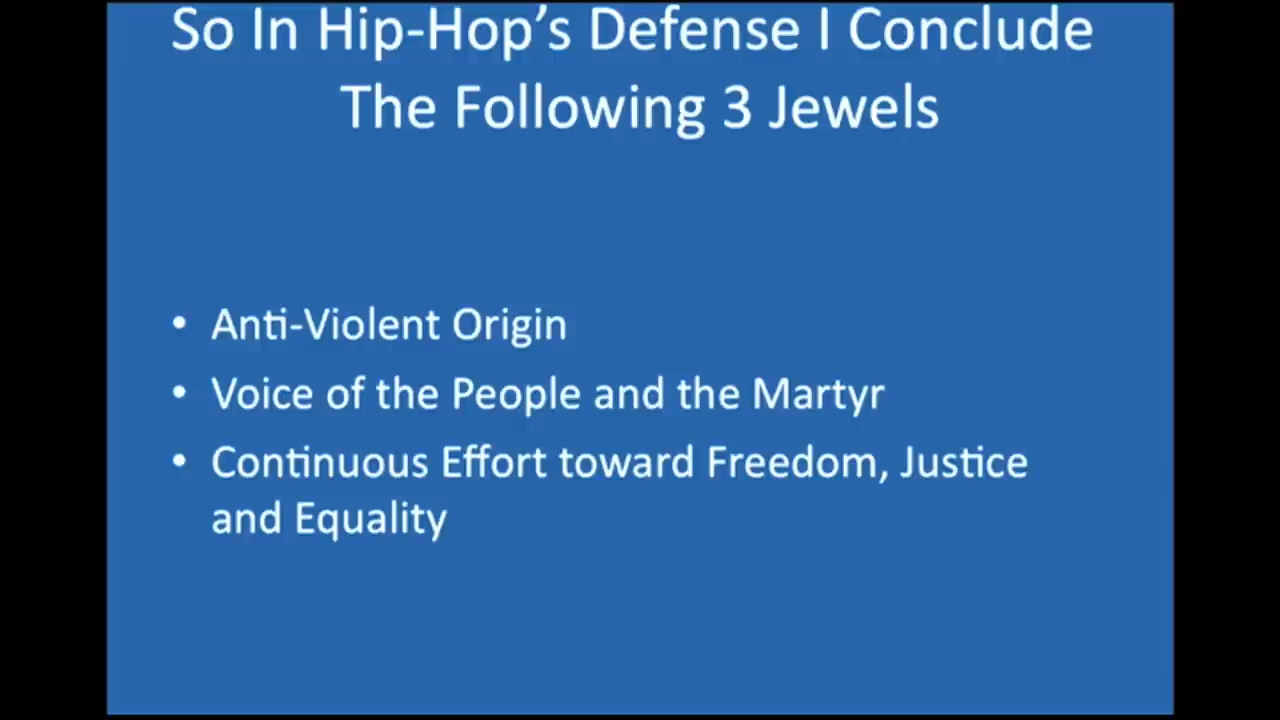 So In Hip-Hop’s Defense I Conclude
The Following 3 Jewels
• Anti-Violent Origin
• Voice of the People and the Martyr
• Continuous Effort toward Freedom, Justice
and Equality